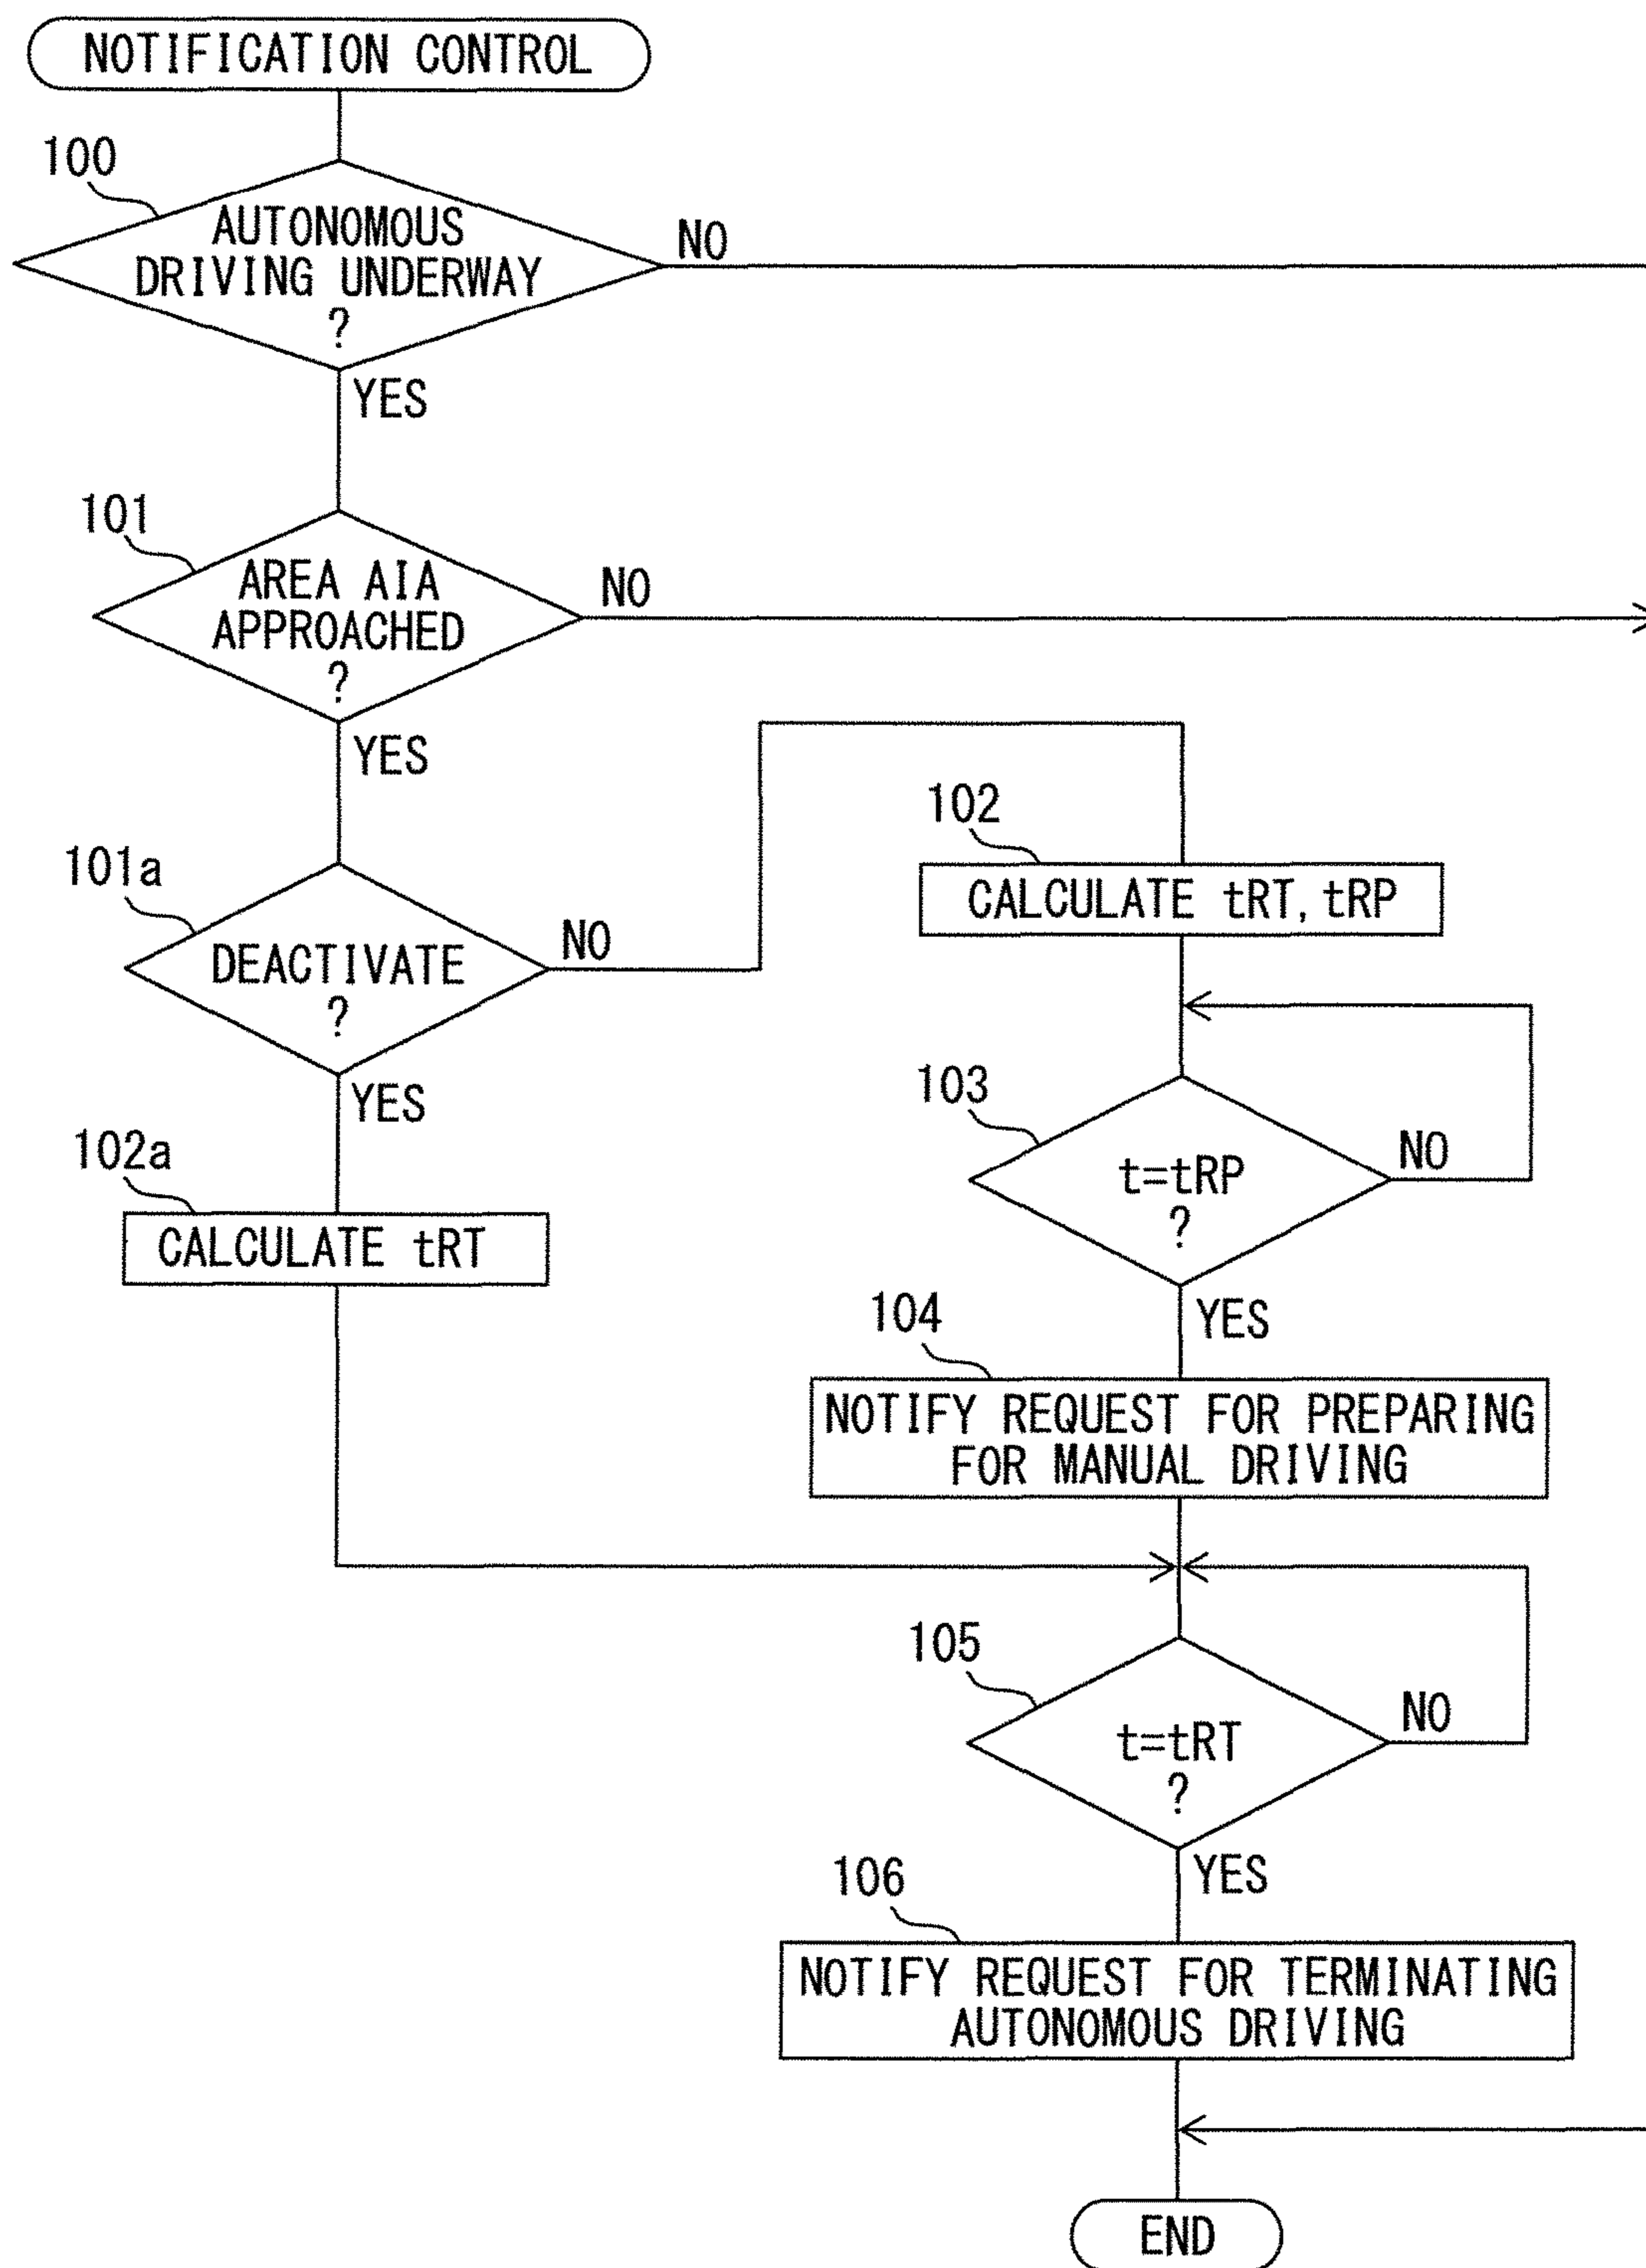 NOTIFICATION CONTROL
100
AUTONOMOUS
DRIVING UNDERWAY
?
NO
YES
101
AREA AIA
APPROACHED
?
NO
YES
101a
DEACTIVATE
?
NO
YES
102a
CALCULATE tRT
102
CALCULATE tRT, tRP
103
t=tRP
?
NO
YES
104
NOTIFY REQUEST FOR PREPARING
FOR MANUAL DRIVING
105
t=tRT
?
NO
YES
106
NOTIFY REQUEST FOR TERMINATING
AUTONOMOUS DRIVING
END